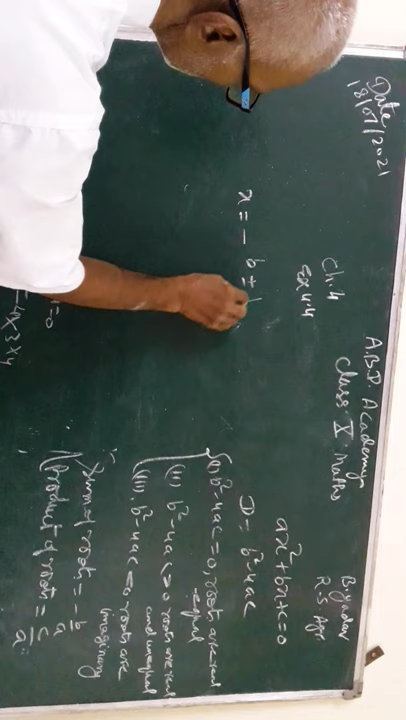 A.B.D. Academy
Date
18/07/2021
Ch. 4
Class X Maths
R.S Agr
Ex 4.4
ax²+bx+c=0
x = - b ±
D = b²-4ac
(i) b²-4ac=0, roots are real
equal
(ii) b²-4ac>0 roots are real
and unequal
(iii) b²-4ac<0 roots are
imaginary
Sum of roots = -b/a
Product of roots = c/a
=0
4x3x4